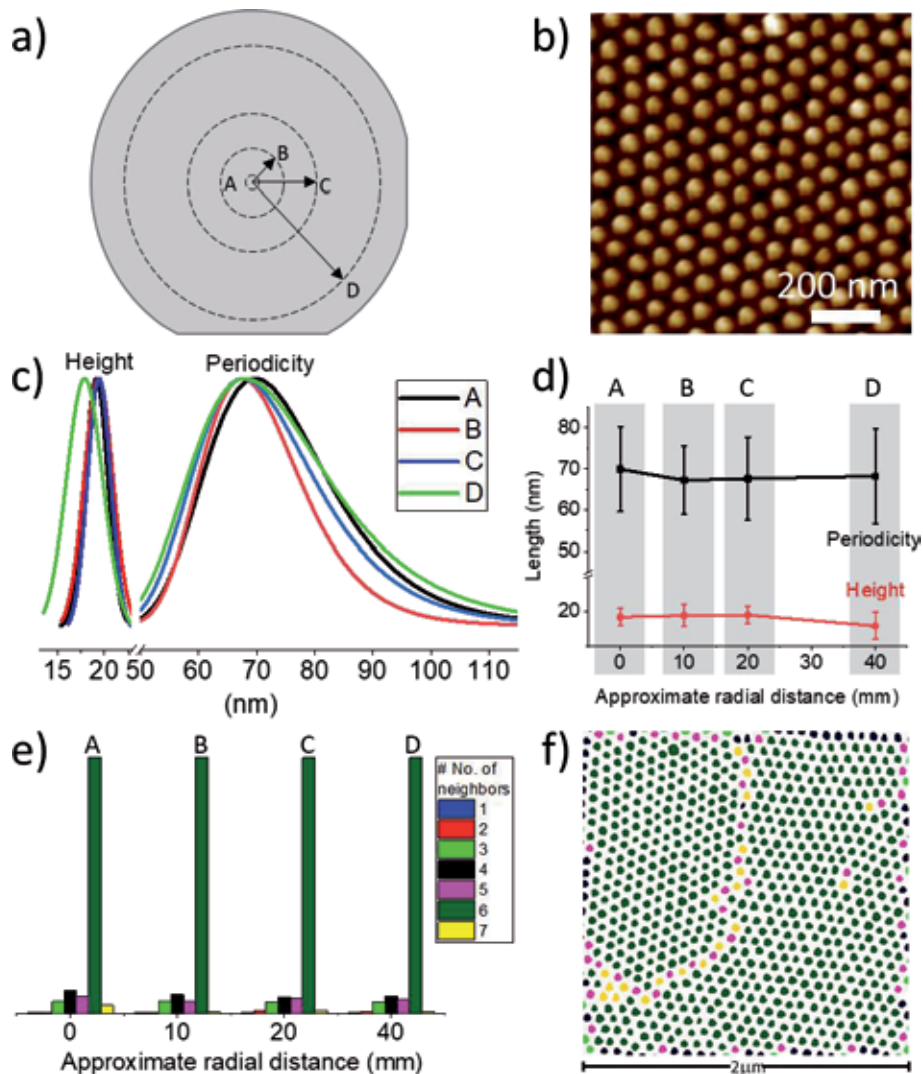 a)
A
B
C
D
b)
200 nm
c)
Height
Periodicity
A
B
C
D
15 20 50 60 70 80 90 100 110
(nm)
d)
A B C D
Length (nm)
80
70
60
50
20
Periodicity
Height
0 10 20 30 40
Approximate radial distance (mm)
e)
A B C D
# No. of
neighbors
1
2
3
4
5
6
7
0 10 20 40
Approximate radial distance (mm)
f)
2μm